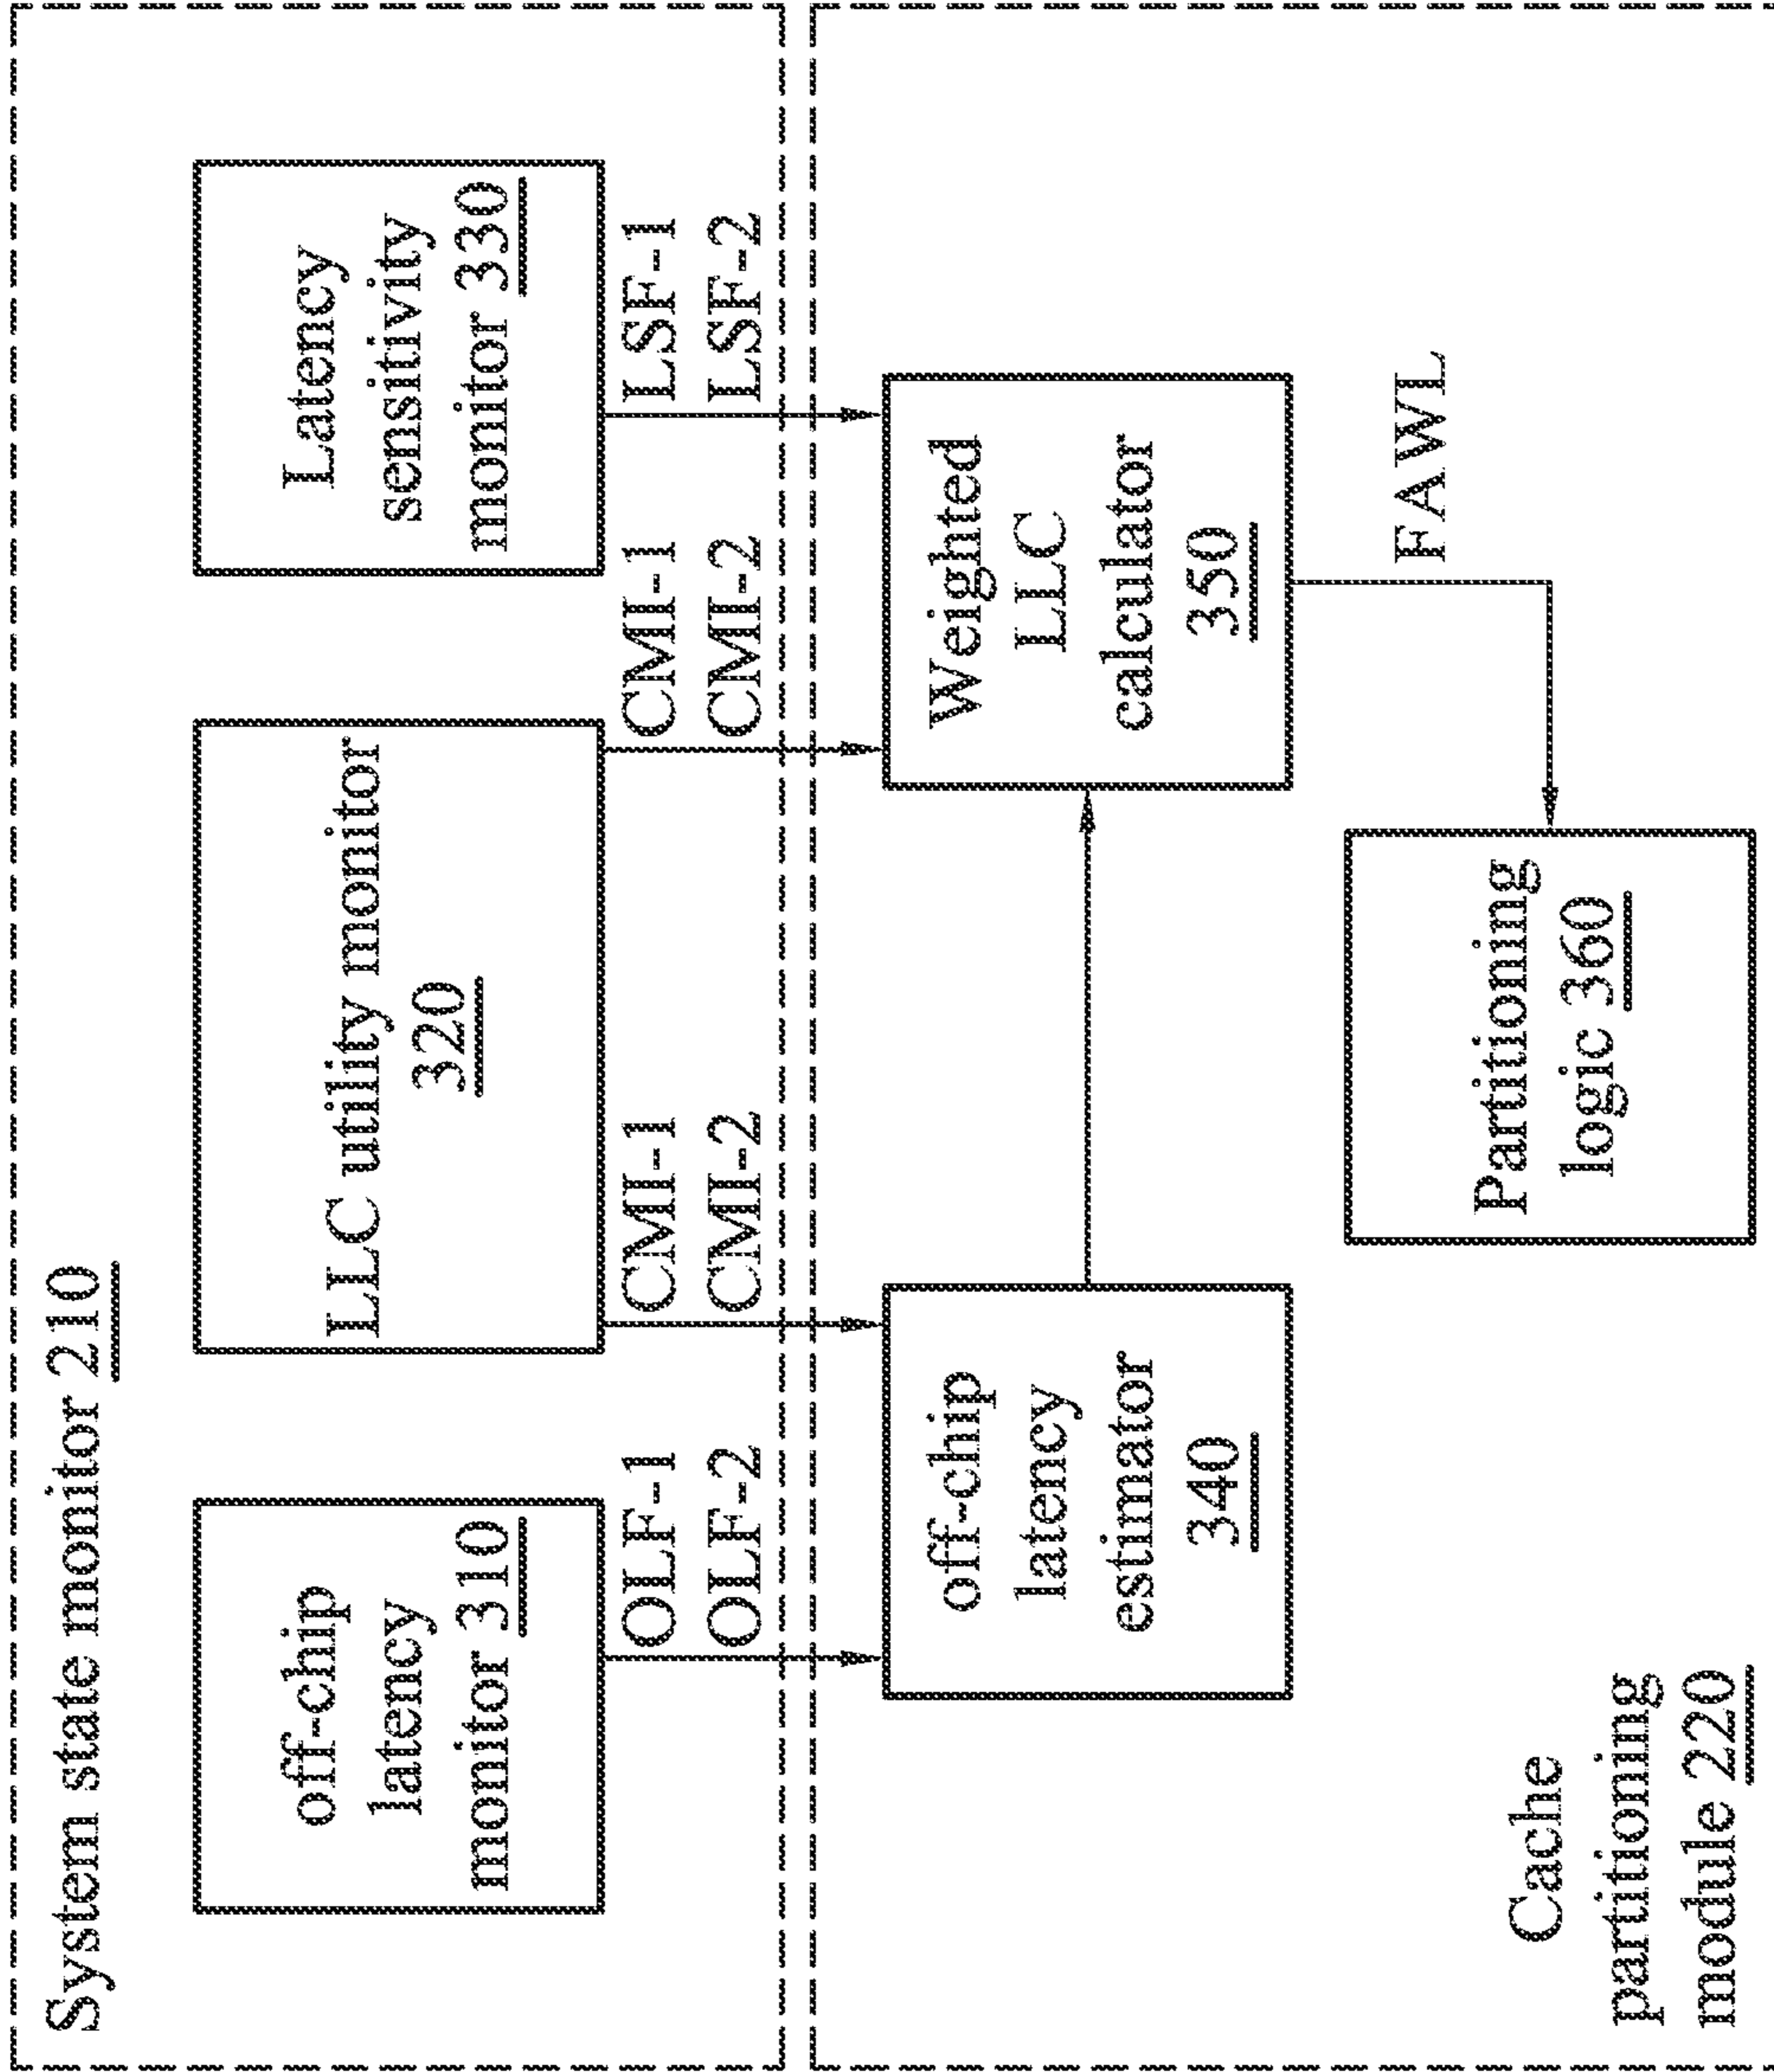 System state monitor 210
off-chip
latency
monitor 310
LLC utility monitor
320
Latency
sensitivity
monitor 330
OLF-1
OLF-2
CMI-1
CMI-2
CMI-1
CMI-2
LSF-1
LSF-2
off-chip
latency
estimator
340
Weighted
LLC
calculator
350
FAWL
Partitioning
logic 360
Cache
partitioning
module 220